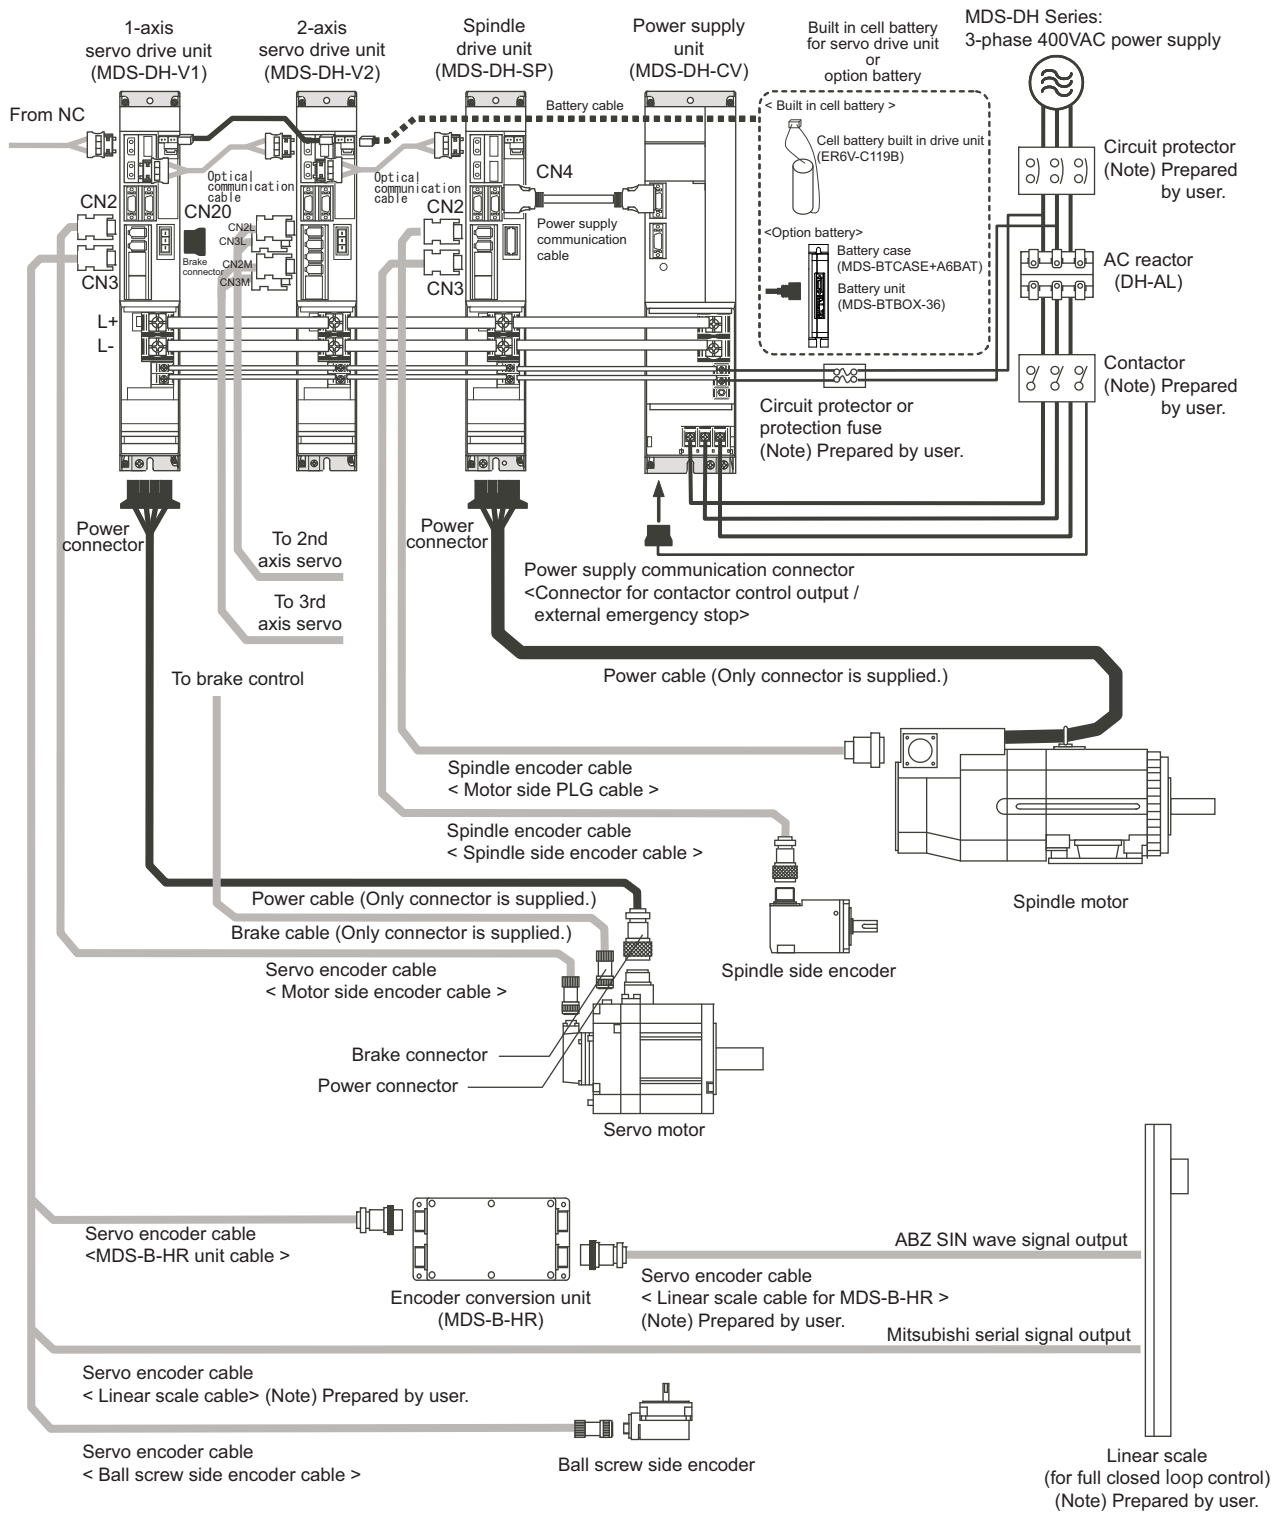 1-axis
servo drive unit
(MDS-DH-V1)
2-axis
servo drive unit
(MDS-DH-V2)
Spindle
drive unit
(MDS-DH-SP)
Power supply
unit
(MDS-DH-CV)
Built in cell battery
for servo drive unit
or
option battery
MDS-DH Series:
3-phase 400VAC power supply
From NC
Battery cable
< Built in cell battery >
Cell battery built in drive unit
(ER6V-C119B)
<Option battery>
Battery case
(MDS-BTCASE+A6BAT)
Battery unit
(MDS-BTBOX-36)
Circuit protector
(Note) Prepared
by user.
AC reactor
(DH-AL)
Contactor
(Note) Prepared
by user.
Optical
communication
cable
Optical
communication
cable
CN2
CN3
CN20
Brake
connector
CN2L
CN3L
CN2M
CN3M
CN2
CN3
CN4
Power supply
communication
cable
L+
L-
Circuit protector or
protection fuse
(Note) Prepared by user.
Power
connector
Power
connector
To 2nd
axis servo
To 3rd
axis servo
Power supply communication connector
<Connector for contactor control output /
external emergency stop>
To brake control
Power cable (Only connector is supplied.)
Spindle encoder cable
< Motor side PLG cable >
Spindle encoder cable
< Spindle side encoder cable >
Spindle motor
Power cable (Only connector is supplied.)
Brake cable (Only connector is supplied.)
Servo encoder cable
< Motor side encoder cable >
Spindle side encoder
Brake connector
Power connector
Servo motor
Servo encoder cable
<MDS-B-HR unit cable >
Encoder conversion unit
(MDS-B-HR)
ABZ SIN wave signal output
Servo encoder cable
< Linear scale cable for MDS-B-HR >
(Note) Prepared by user.
Mitsubishi serial signal output
Servo encoder cable
< Linear scale cable> (Note) Prepared by user.
Servo encoder cable
< Ball screw side encoder cable >
Ball screw side encoder
Linear scale
(for full closed loop control)
(Note) Prepared by user.